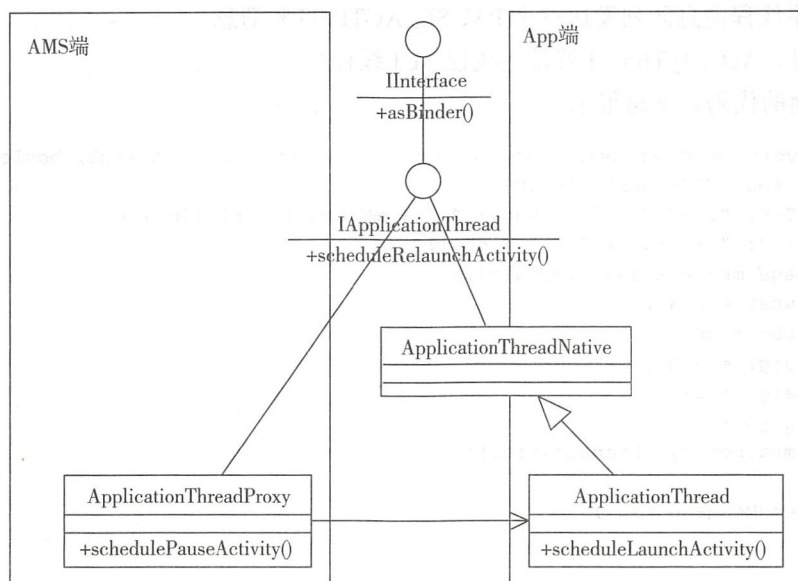 AMS端
App端
IInterface
+asBinder()
IApplicationThread
+scheduleRelaunchActivity()
ApplicationThreadNative
ApplicationThreadProxy
+schedulePauseActivity()
ApplicationThread
+scheduleLaunchActivity()